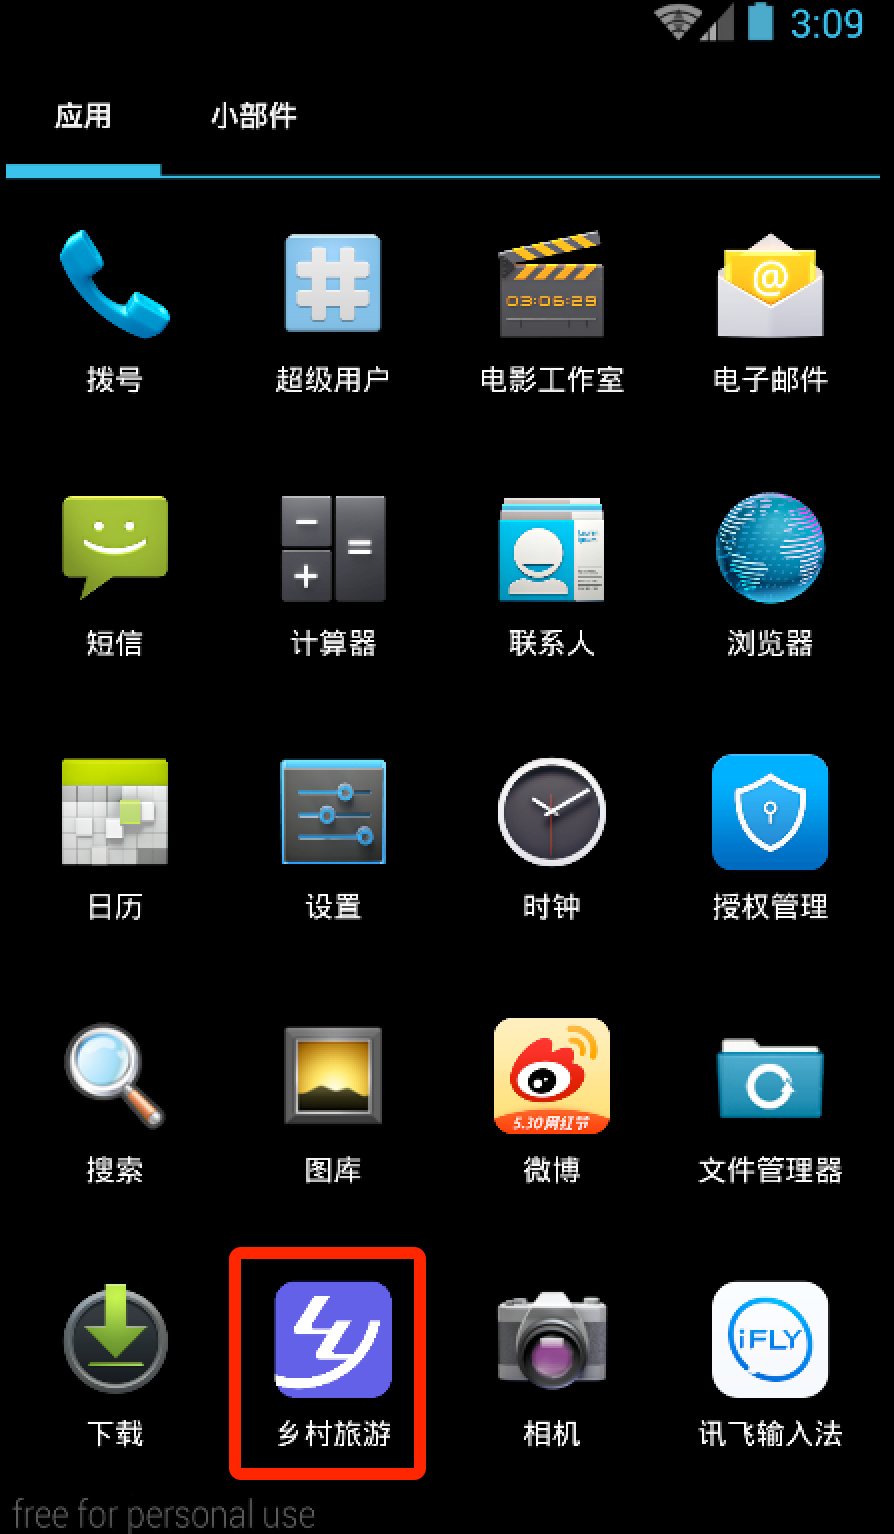 3:09
应用 小部件
03:06:29
@
拨号 超级用户 电影工作室 电子邮件
Lorem
Ipsum
短信 计算器 联系人 浏览器
日历 设置 时钟 授权管理
5.30网红节
搜索 图库 微博 文件管理器
LY
iFLY
下载 乡村旅游 相机 讯飞输入法
free for personal use